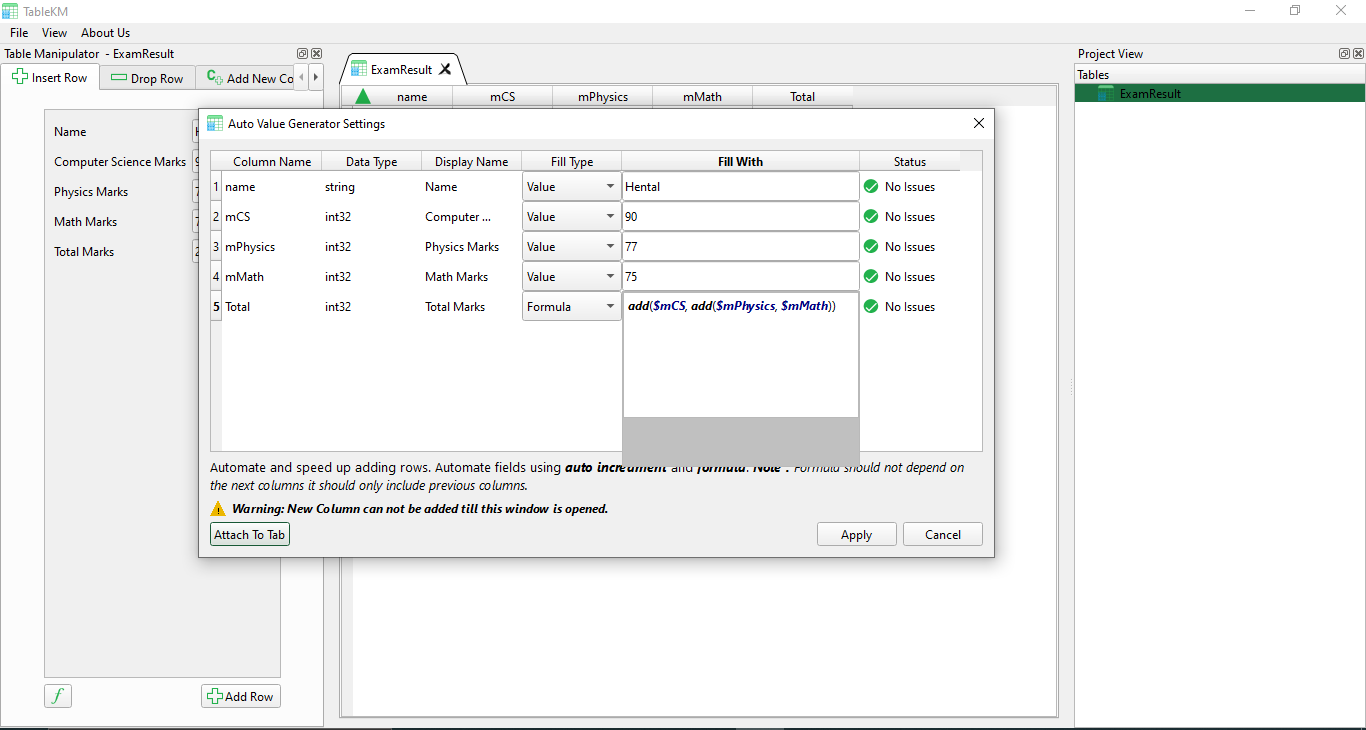 TableKM
File View About Us
Table Manipulator - ExamResult
Insert Row Drop Row Add New Co
ExamResult
Project View
Tables
ExamResult
name mCS mPhysics mMath Total
Name
Computer Science Marks
Physics Marks
Math Marks
Total Marks
Auto Value Generator Settings
Column Name Data Type Display Name Fill Type Fill With Status
1 name string Name Value Hental No Issues
2 mCS int32 Computer ... Value 90 No Issues
3 mPhysics int32 Physics Marks Value 77 No Issues
4 mMath int32 Math Marks Value 75 No Issues
5 Total int32 Total Marks Formula add($mCS, add($mPhysics, $mMath)) No Issues
Automate and speed up adding rows. Automate fields using auto increament and formula. Note : Formula should not depend on
the next columns it should only include previous columns.
Warning: New Column can not be added till this window is opened.
Attach To Tab Apply Cancel
f Add Row